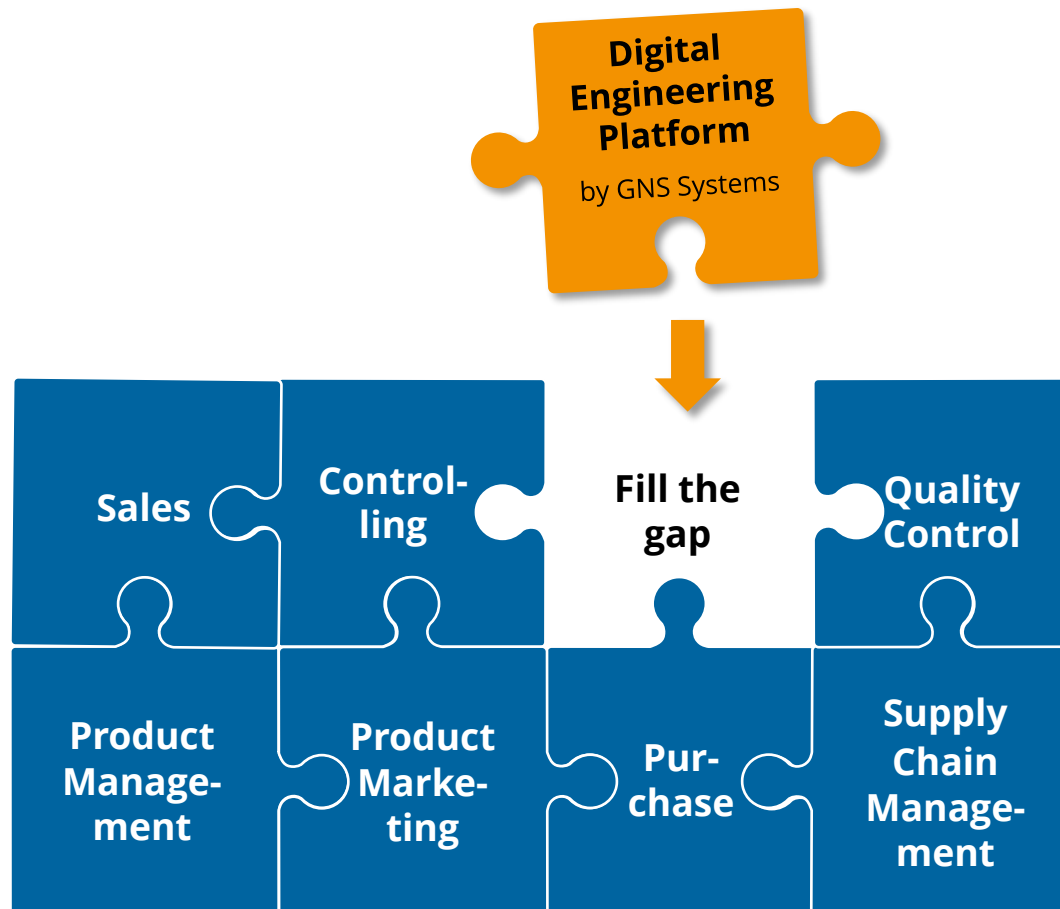 Digital
Engineering
Platform
by GNS Systems
Sales
Control-
ling
Fill the
gap
Quality
Control
Product
Manage-
ment
Product
Marke-
ting
Pur-
chase
Supply
Chain
Manage-
ment